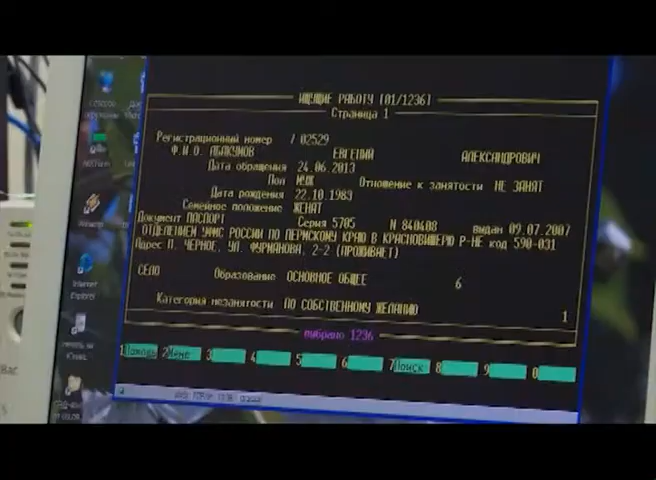 ИЩУЩИЕ РАБОТУ [01/1236]
Страница 1
Регистрационный номер / 02529
Ф.И.О. АБАКУМОВ ЕВГЕНИЙ АЛЕКСАНДРОВИЧ
Дата обращения 24.06.2013
Пол МУЖ Отношение к занятости НЕ ЗАНЯТ
Дата рождения 22.10.1983
Семейное положение ЖЕНАТ
Документ ПАСПОРТ Серия 5705 N 840408 выдан 09.07.2007
ОТДЕЛЕНИЕМ УФМС РОССИИ ПО ПЕРМСКОМУ КРАЮ В КРАСНОВИШЕРО Р-НЕ код 590-031
Адрес П. ЧЕРНОЕ, УЛ. ФУРМАНОВА, 2-2 (ПРОЖИВАЕТ)
СЕЛО Образование ОСНОВНОЕ ОБЩЕЕ 6
Категория незанятости ПО СОБСТВЕННОМУ ЖЕЛАНИЮ 1
выбрано 1236
1Помощь 2Меню 3 4 5 6 7Поиск 8 9 0
Internet
Explorer